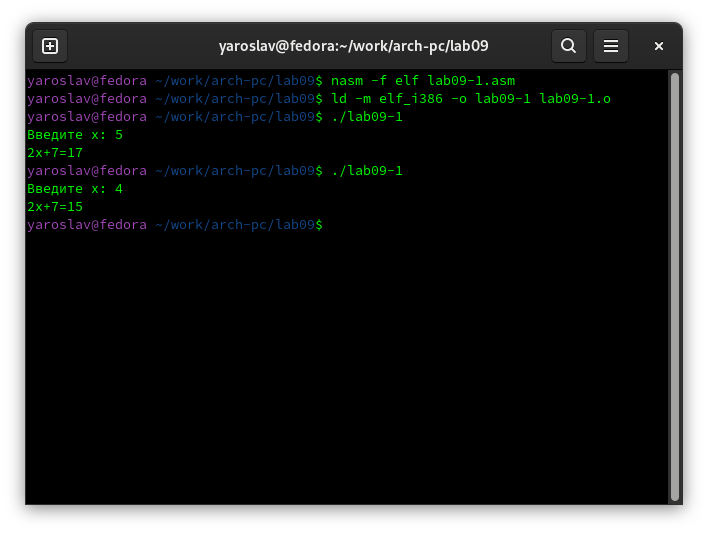 yaroslav@fedora:~/work/arch-pc/lab09
yaroslav@fedora ~/work/arch-pc/lab09$ nasm -f elf lab09-1.asm
yaroslav@fedora ~/work/arch-pc/lab09$ ld -m elf_i386 -o lab09-1 lab09-1.o
yaroslav@fedora ~/work/arch-pc/lab09$ ./lab09-1
Введите x: 5
2x+7=17
yaroslav@fedora ~/work/arch-pc/lab09$ ./lab09-1
Введите x: 4
2x+7=15
yaroslav@fedora ~/work/arch-pc/lab09$